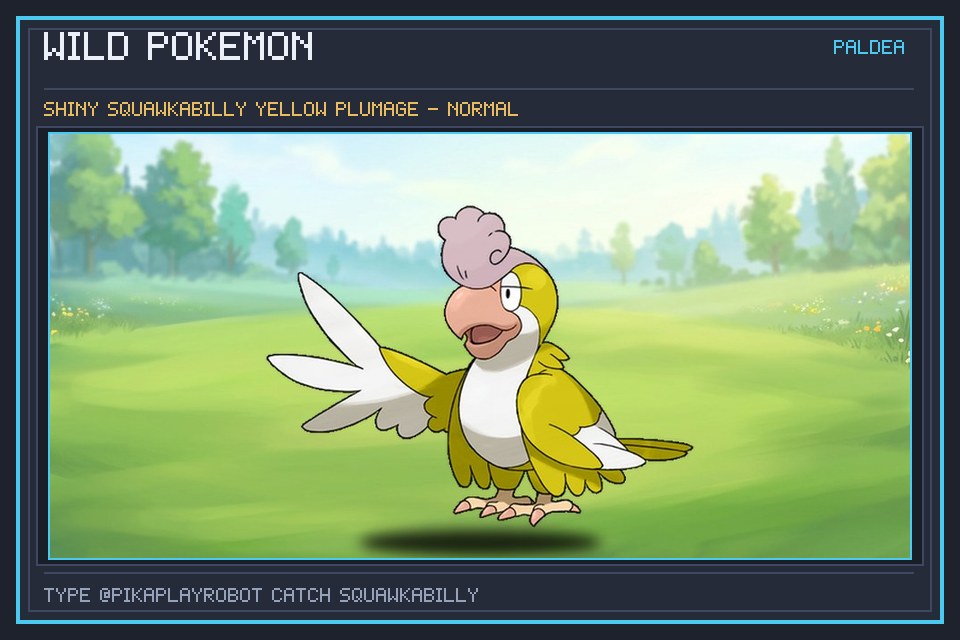 WILD POKEMON
PALDEA
SHINY SQUAWKABILLY YELLOW PLUMAGE - NORMAL
TYPE @PIKAPLAYROBOT CATCH SQUAWKABILLY